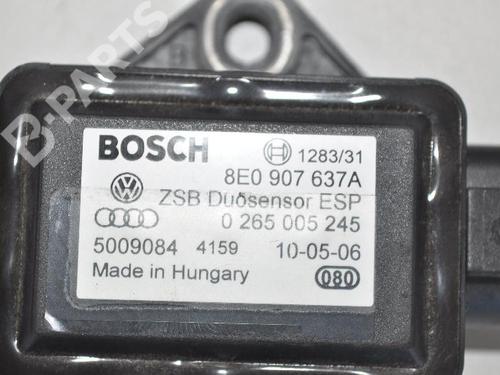 B-PARTS
BOSCH 1283/31
8E0 907 637A
ZSB Duosensor ESP
0 265 005 245
5009084 4159 10-05-06
Made in Hungary 080